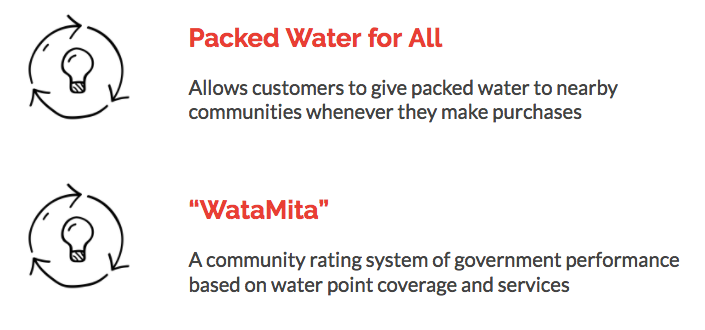 Packed Water for All
Allows customers to give packed water to nearby
communities whenever they make purchases
“WataMita”
A community rating system of government performance
based on water point coverage and services